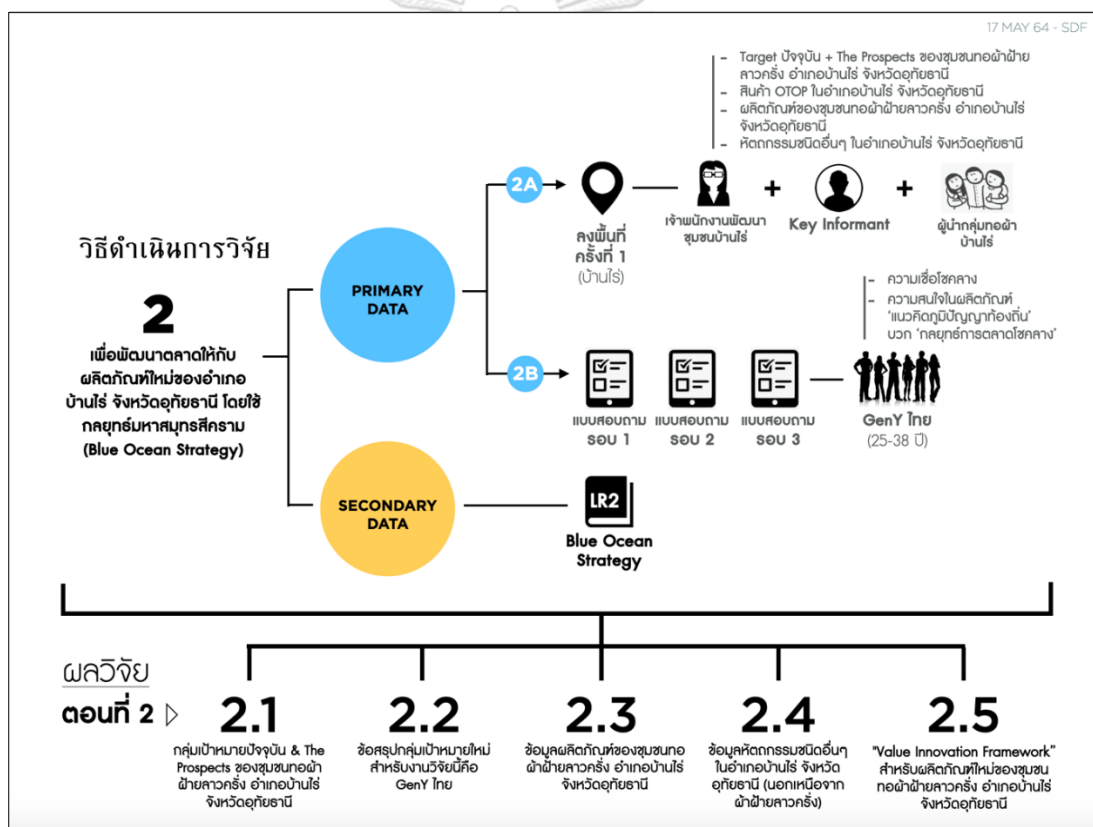 17 MAY 64 - SDF
- Target ปัจจุบัน + The Prospects ของชุมชนทอผ้าฝ้าย
ลาวครั่ง อำเภอบ้านไร่ จังหวัดอุทัยธานี
- สินค้า OTOP ในอำเภอบ้านไร่ จังหวัดอุทัยธานี
- ผลิตภัณฑ์ของชุมชนทอผ้าฝ้ายลาวครั่ง อำเภอบ้านไร่
จังหวัดอุทัยธานี
- หัตถกรรมชนิดอื่นๆ ในอำเภอบ้านไร่ จังหวัดอุทัยธานี
วิธีดำเนินการวิจัย
2
เพื่อพัฒนาตลาดให้กับ
ผลิตภัณฑ์ใหม่ของอำเภอ
บ้านไร่ จังหวัดอุทัยธานี โดยใช้
กลยุทธ์มหาสมุทรสีคราม
(Blue Ocean Strategy)
PRIMARY
DATA
2A
ลงพื้นที่
ครั้งที่ 1
(บ้านไร่)
เจ้าพนักงานพัฒนา
ชุมชนบ้านไร่
+
Key Informant
+
ผู้นำกลุ่มทอผ้า
บ้านไร่
- ความเชื่อโชคลาง
- ความสนใจในผลิตภัณฑ์
'แนวคิดภูมิปัญญาท้องถิ่น'
บวก 'กลยุทธ์การตลาดโชคลาง'
2B
แบบสอบถาม
รอบ 1
แบบสอบถาม
รอบ 2
แบบสอบถาม
รอบ 3
GenY ไทย
(25-38 ปี)
SECONDARY
DATA
LR2
Blue Ocean
Strategy
ผลวิจัย
ตอนที่ 2
2.1
กลุ่มเป้าหมายปัจจุบัน & The
Prospects ของชุมชนทอผ้า
ฝ้ายลาวครั่ง อำเภอบ้านไร่
จังหวัดอุทัยธานี
2.2
ข้อสรุปกลุ่มเป้าหมายใหม่
สำหรับงานวิจัยนี้คือ
GenY ไทย
2.3
ข้อมูลผลิตภัณฑ์ของชุมชนทอ
ผ้าฝ้ายลาวครั่ง อำเภอบ้านไร่
จังหวัดอุทัยธานี
2.4
ข้อมูลหัตถกรรมชนิดอื่นๆ
ในอำเภอบ้านไร่ จังหวัด
อุทัยธานี (นอกเหนือจาก
ผ้าฝ้ายลาวครั่ง)
2.5
"Value Innovation Framework"
สำหรับผลิตภัณฑ์ใหม่ของชุมชน
ทอผ้าฝ้ายลาวครั่ง อำเภอบ้านไร่
จังหวัดอุทัยธานี